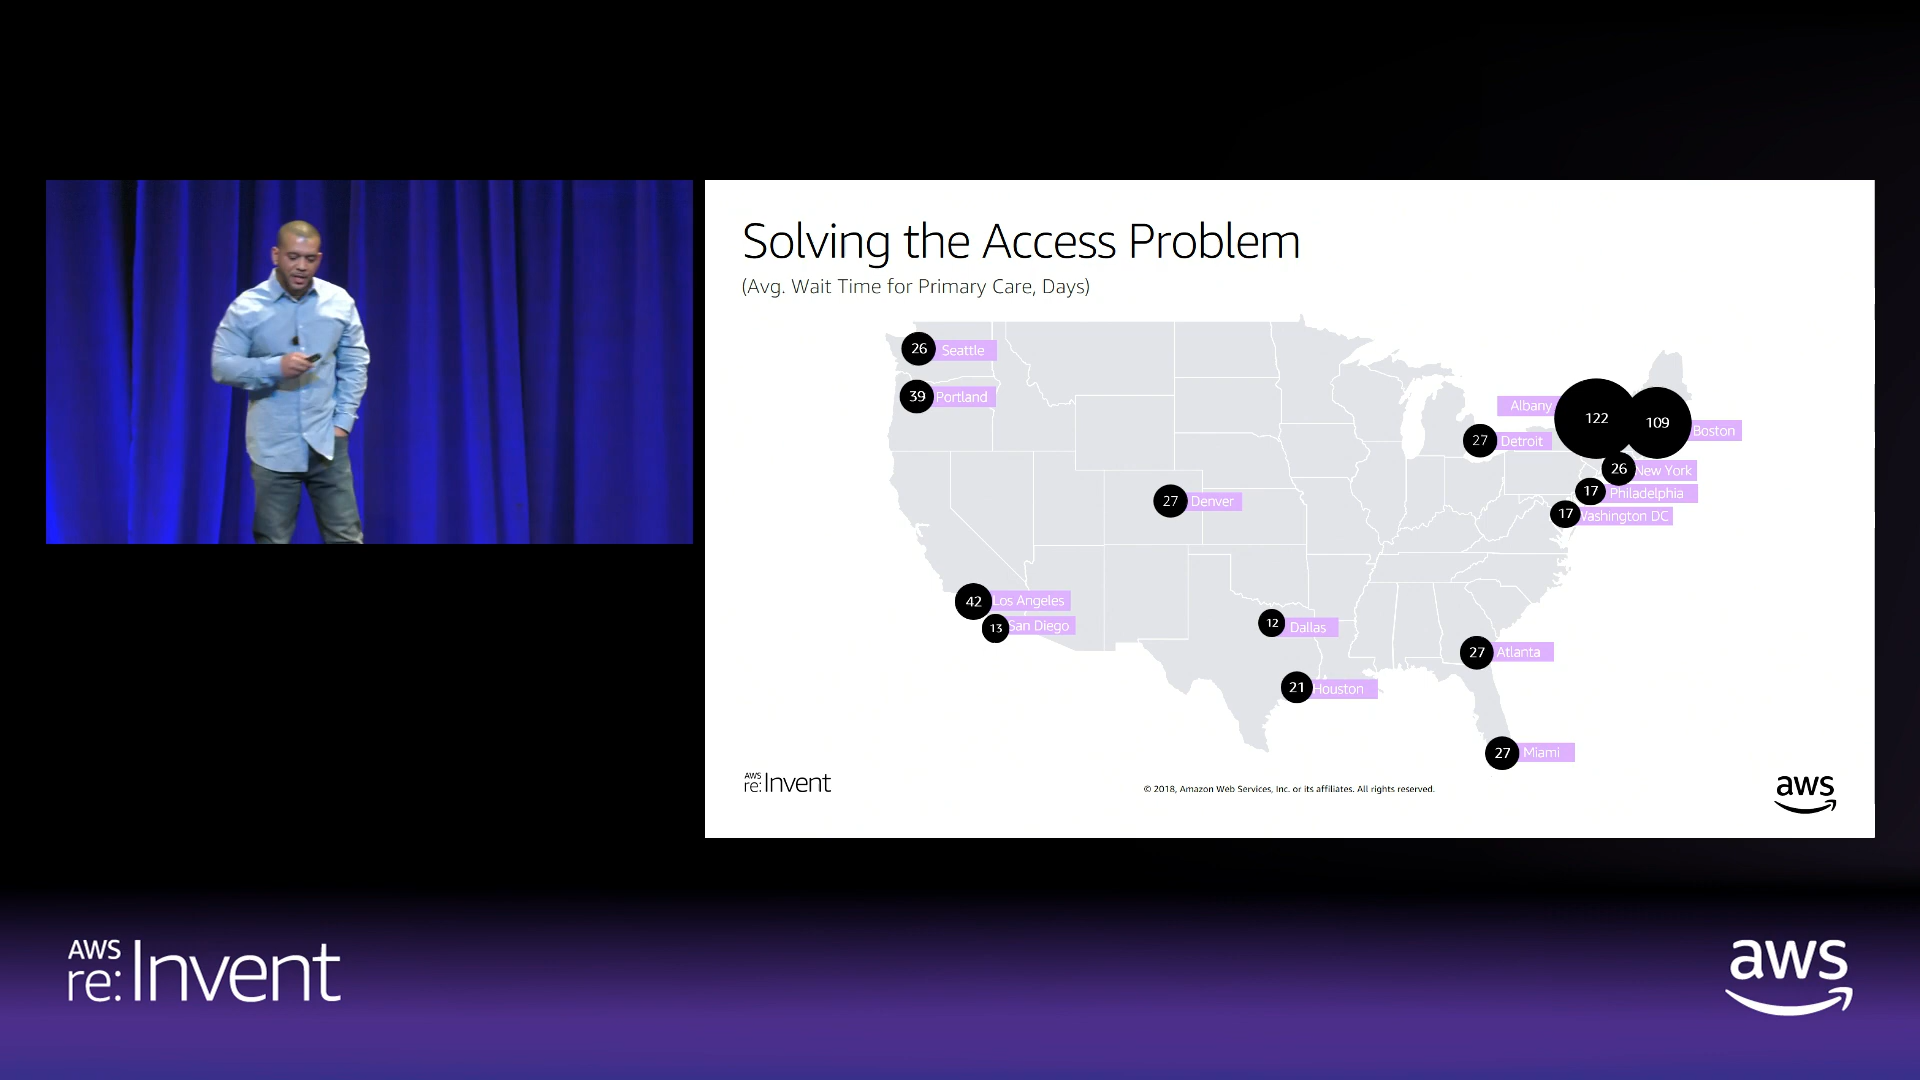 Solving the Access Problem
(Avg. Wait Time for Primary Care, Days)
26 Seattle
39 Portland
Albany 122
109 Boston
27 Detroit
26 New York
17 Philadelphia
17 Washington DC
27 Denver
42 Los Angeles
13 San Diego
12 Dallas
27 Atlanta
21 Houston
27 Miami
AWS
re:Invent
© 2018, Amazon Web Services, Inc. or its affiliates. All rights reserved.
aws
AWS
re:Invent
aws